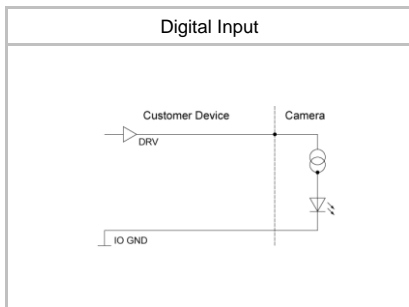 Digital Input
Customer Device
Camera
DRV
IO GND